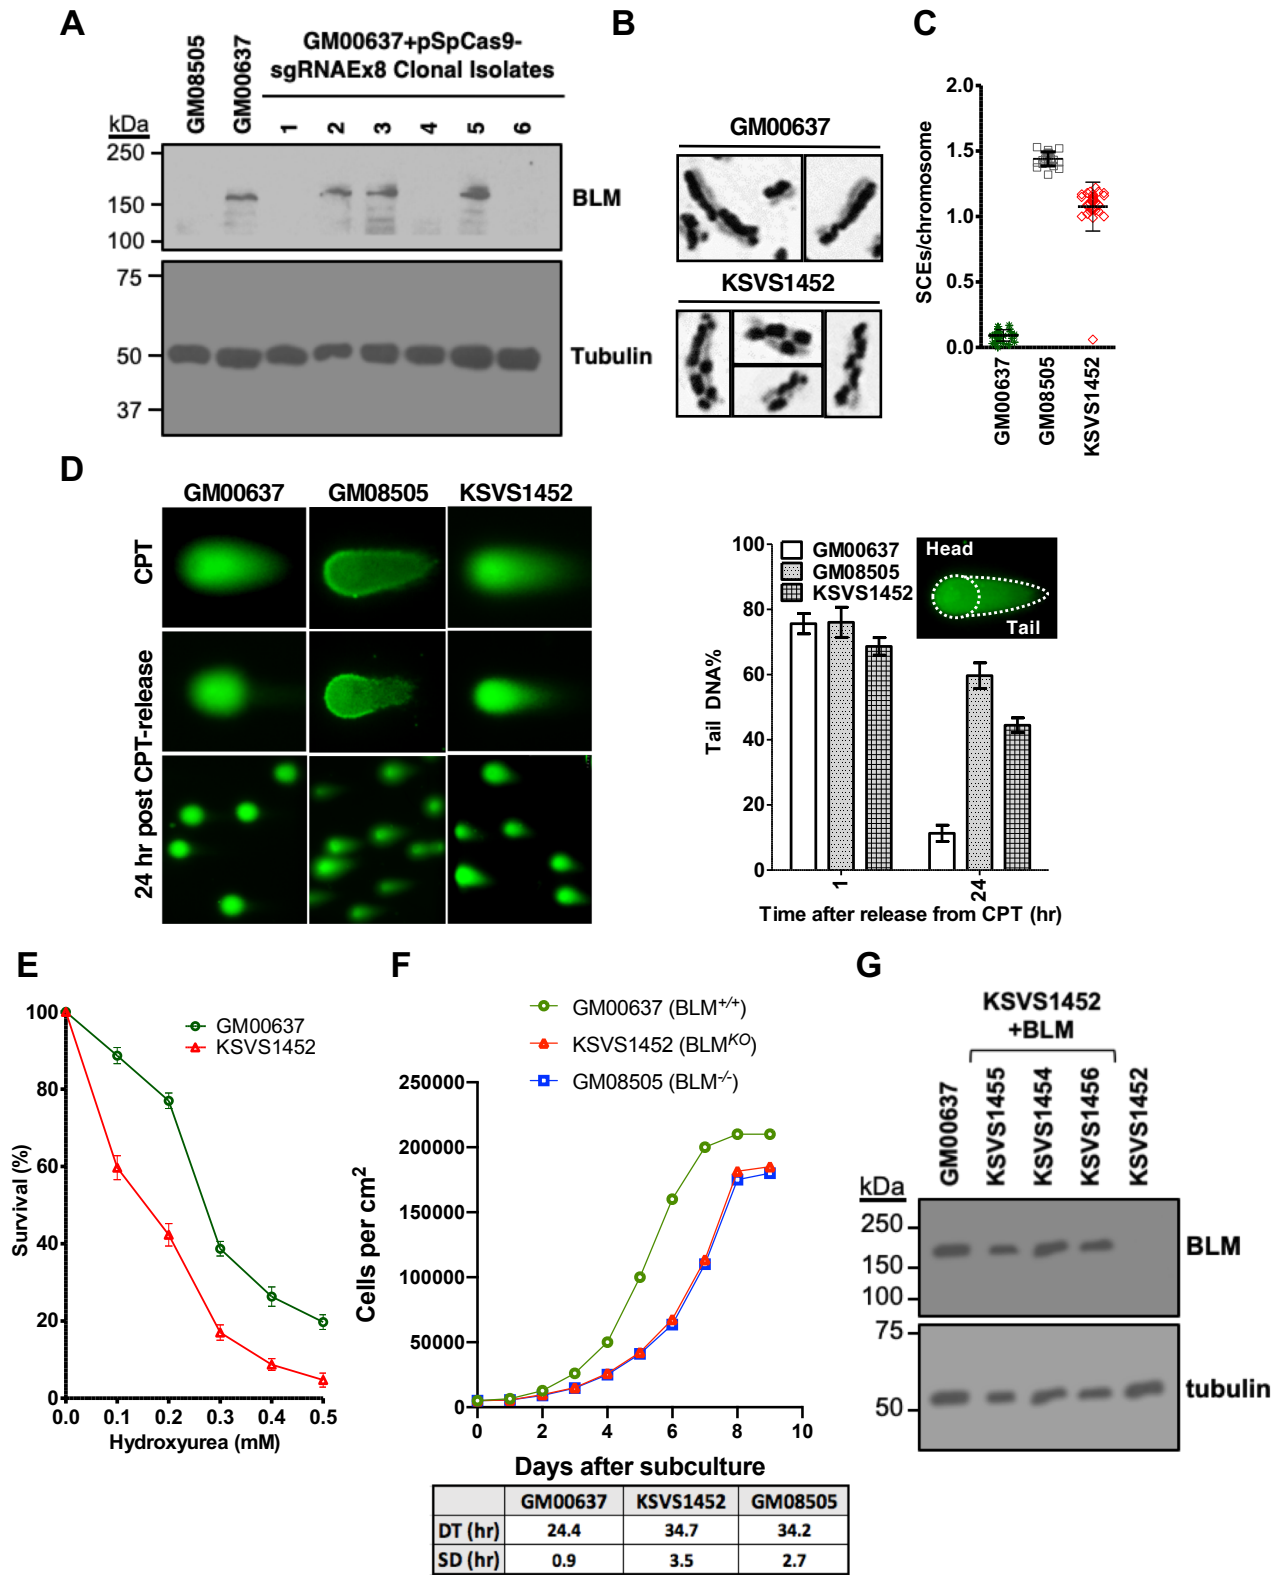 A
GM08505
GM00637
GM00637+pSpCas9-
sgRNAEx8 Clonal Isolates
1 2 3 4 5 6
kDa
250
150
100
BLM
75
50
37
Tubulin
B
GM00637
KSVS1452
C
SCEs/chromosome
2.0
1.5
1.0
0.5
0.0
GM00637
GM08505
KSVS1452
D
GM00637 GM08505 KSVS1452
CPT
24 hr post CPT-release
Tail DNA%
100
80
60
40
20
0
GM00637
GM08505
KSVS1452
Head
Tail
1 24
Time after release from CPT (hr)
E
Survival (%)
100
80
60
40
20
0
GM00637
KSVS1452
0.0 0.1 0.2 0.3 0.4 0.5
Hydroxyurea (mM)
F
GM00637 (BLM+/+)
KSVS1452 (BLMKO)
GM08505 (BLM-/-)
Cells per cm2
250000
200000
150000
100000
50000
0
0 2 4 6 8 10
Days after subculture
GM00637 KSVS1452 GM08505
DT (hr) 24.4 34.7 34.2
SD (hr) 0.9 3.5 2.7
G
KSVS1452
+BLM
GM00637
KSVS1455
KSVS1454
KSVS1456
KSVS1452
kDa
250
150
100
BLM
75
50
tubulin